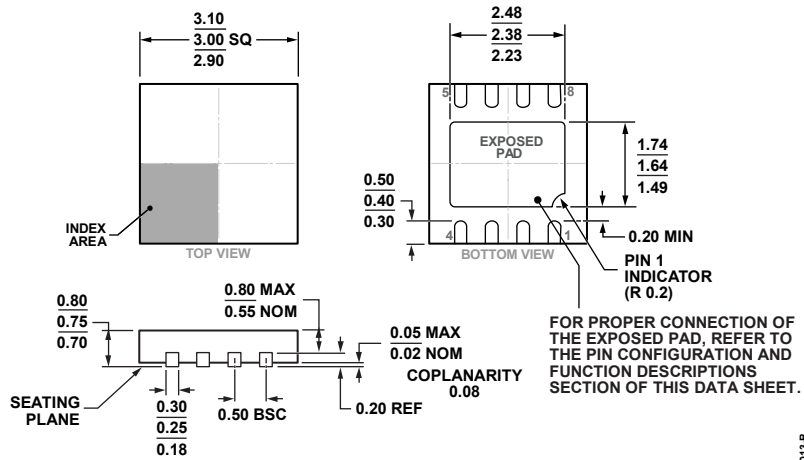 3.10
3.00 SQ
2.90
2.48
2.38
2.23
5
8
EXPOSED
PAD
1.74
1.64
1.49
0.50
0.40
0.30
INDEX
AREA
TOP VIEW
4
BOTTOM VIEW
1
0.20 MIN
PIN 1
INDICATOR
(R 0.2)
0.80
0.75
0.70
0.80 MAX
0.55 NOM
0.05 MAX
0.02 NOM
COPLANARITY
0.08
SEATING
PLANE
0.30
0.25
0.18
0.50 BSC
0.20 REF
FOR PROPER CONNECTION OF
THE EXPOSED PAD, REFER TO
THE PIN CONFIGURATION AND
FUNCTION DESCRIPTIONS
SECTION OF THIS DATA SHEET.